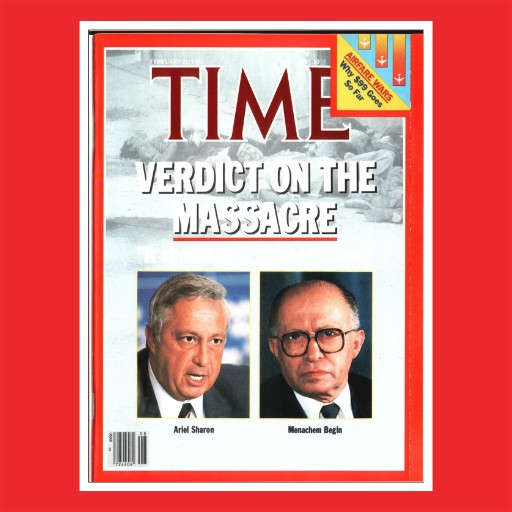 TIME
AIRFARE WARS
Why $99 Goes
So Far
VERDICT ON THE
MASSACRE
Ariel Sharon
Menachem Begin